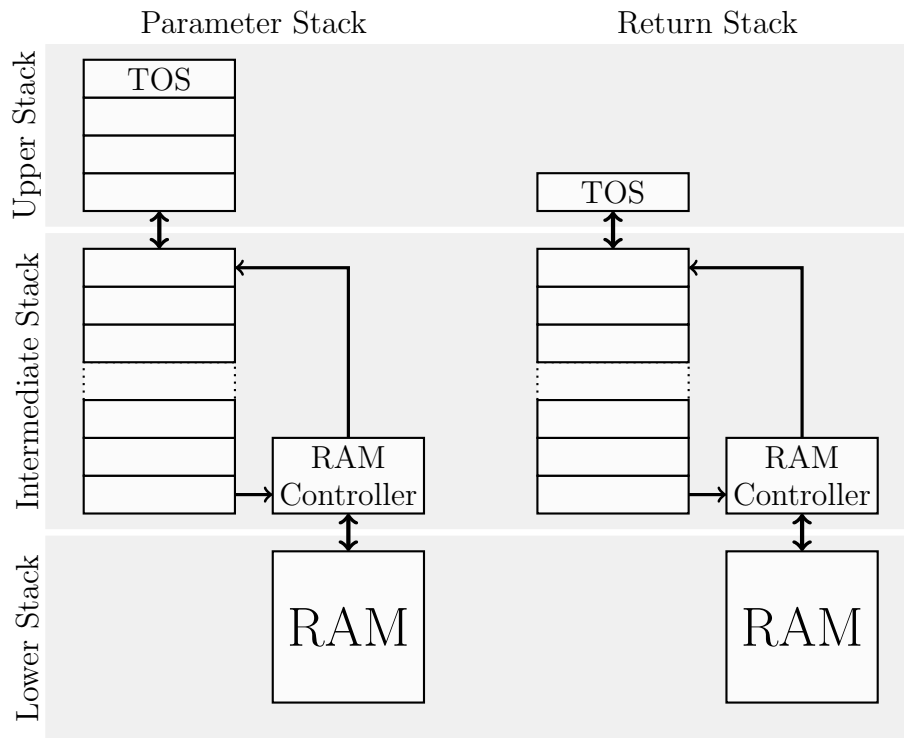 Parameter Stack
Return Stack
Upper Stack
TOS
TOS
Intermediate Stack
RAM
Controller
RAM
Controller
Lower Stack
RAM
RAM